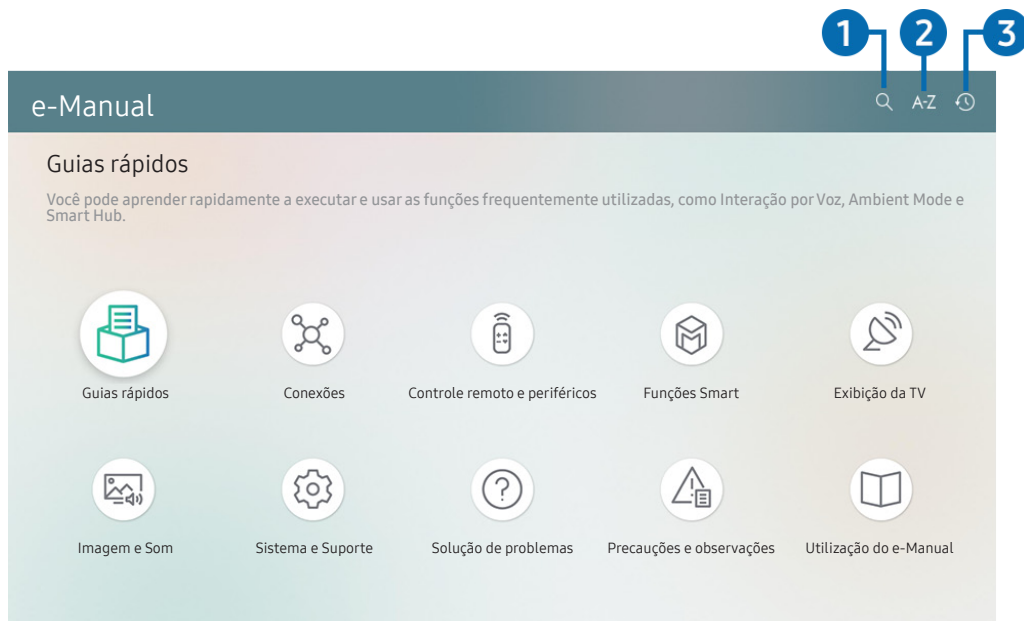 1 2 3
e-Manual A-Z
Guias rápidos
Você pode aprender rapidamente a executar e usar as funções frequentemente utilizadas, como Interação por Voz, Ambient Mode e
Smart Hub.
Guias rápidos Conexões Controle remoto e periféricos Funções Smart Exibição da TV
Imagem e Som Sistema e Suporte Solução de problemas Precauções e observações Utilização do e-Manual